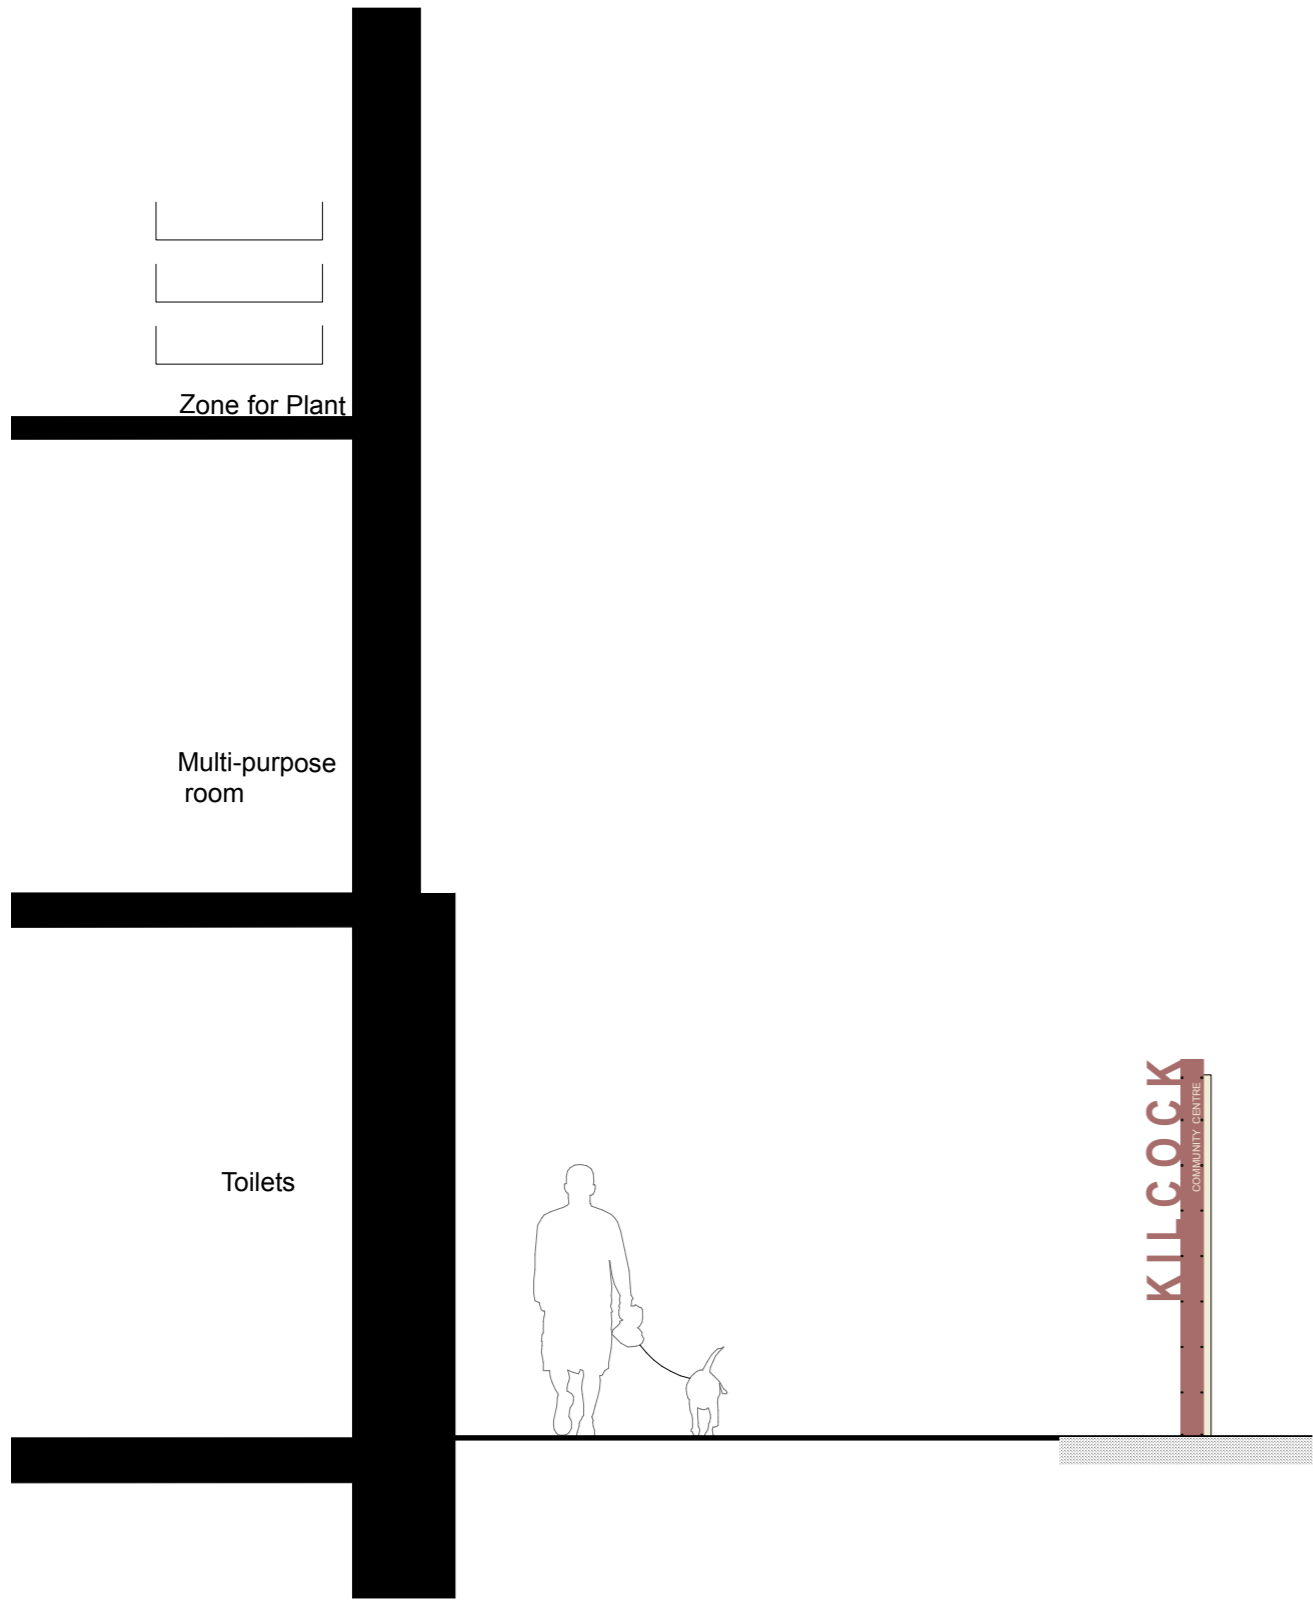 Zone for Plant
Multi-purpose
room
KILCOCK
COMMUNITY CENTRE
Toilets